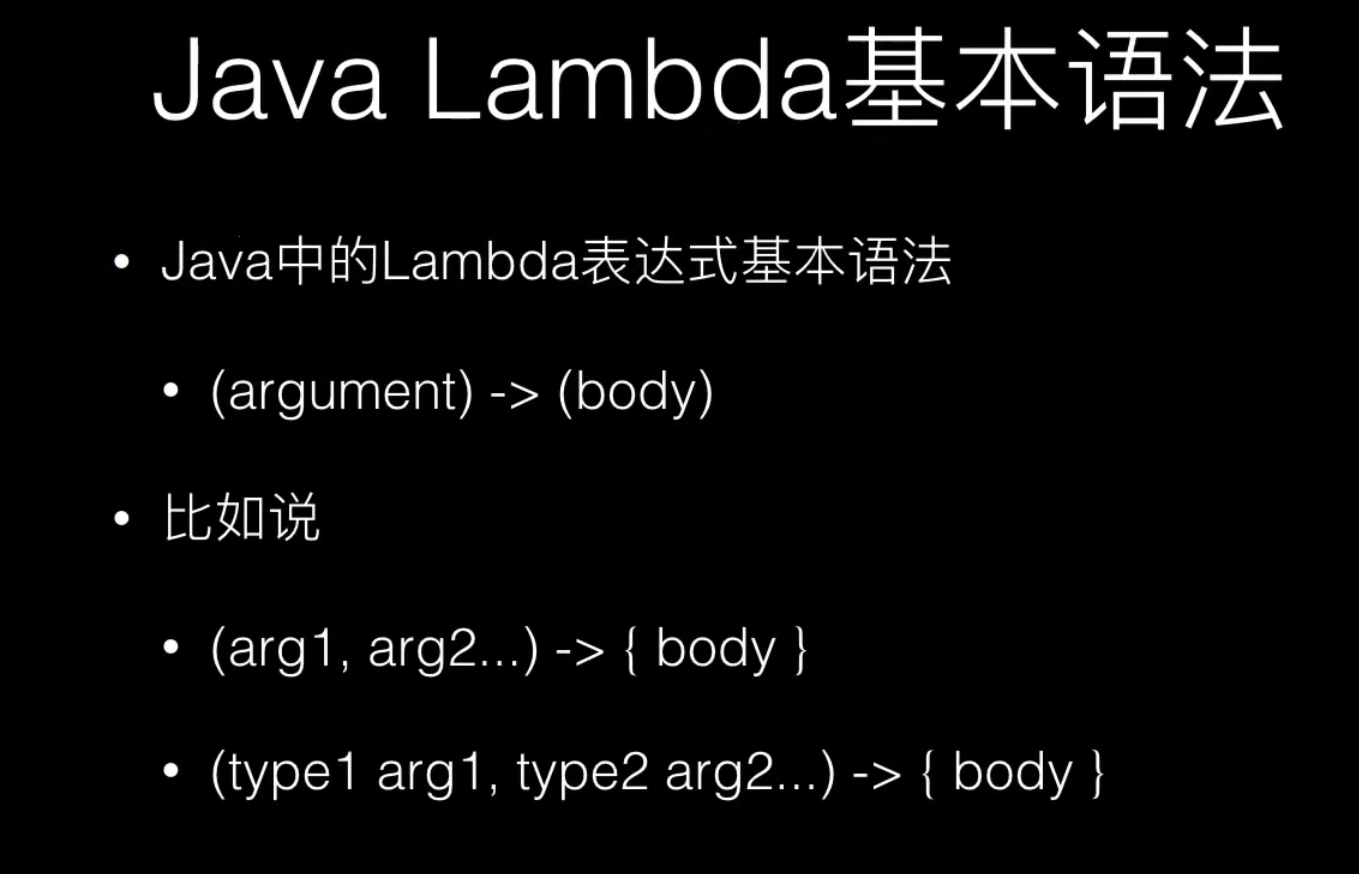 Java Lambda基本语法
• Java中的Lambda表达式基本语法
• (argument) -> (body)
• 比如说
• (arg1, arg2...) -> { body }
• (type1 arg1, type2 arg2...) -> { body }